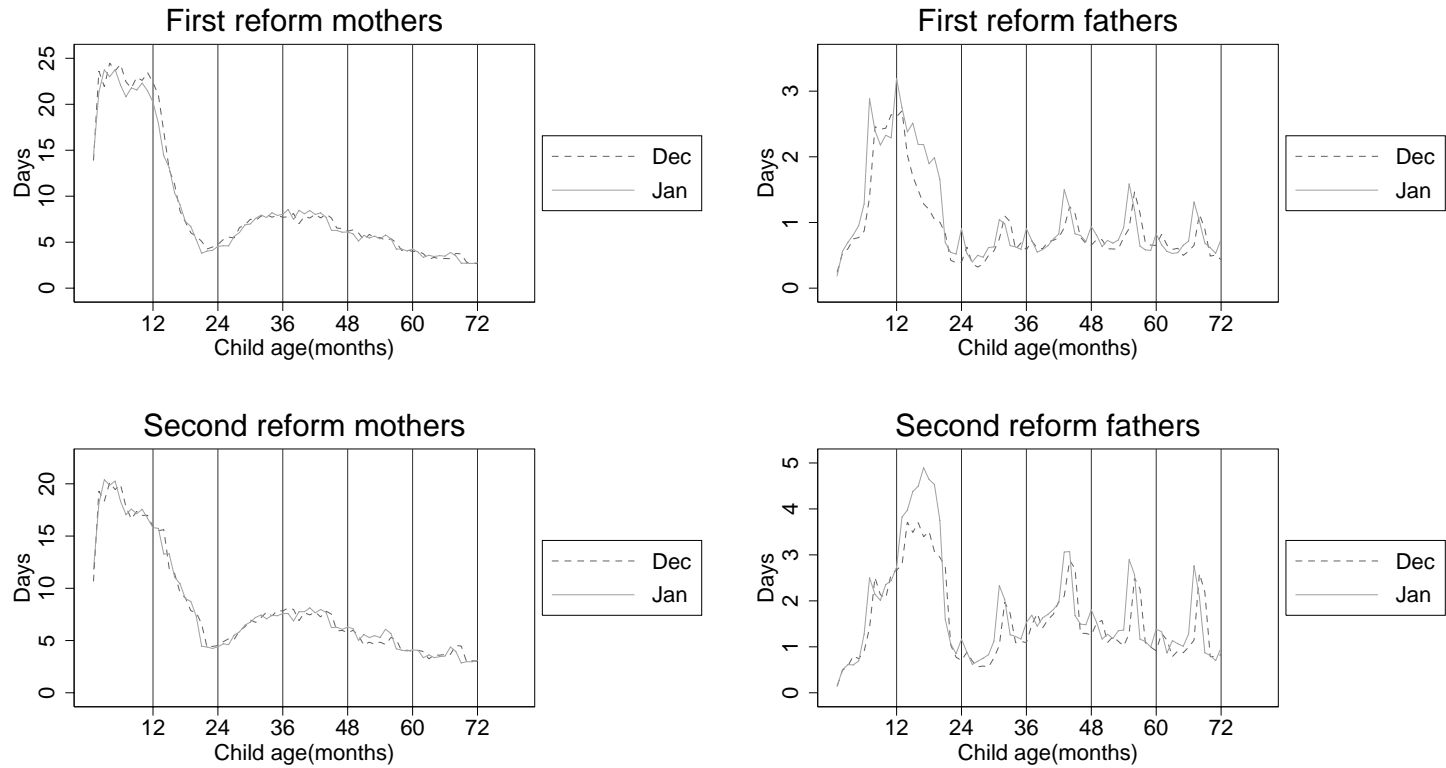 First reform mothers
Days
0 5 10 15 20 25
12 24 36 48 60 72
Child age(months)
Dec
Jan
First reform fathers
Days
0 1 2 3
12 24 36 48 60 72
Child age(months)
Dec
Jan
Second reform mothers
Days
0 5 10 15 20
12 24 36 48 60 72
Child age(months)
Dec
Jan
Second reform fathers
Days
0 1 2 3 4 5
12 24 36 48 60 72
Child age(months)
Dec
Jan